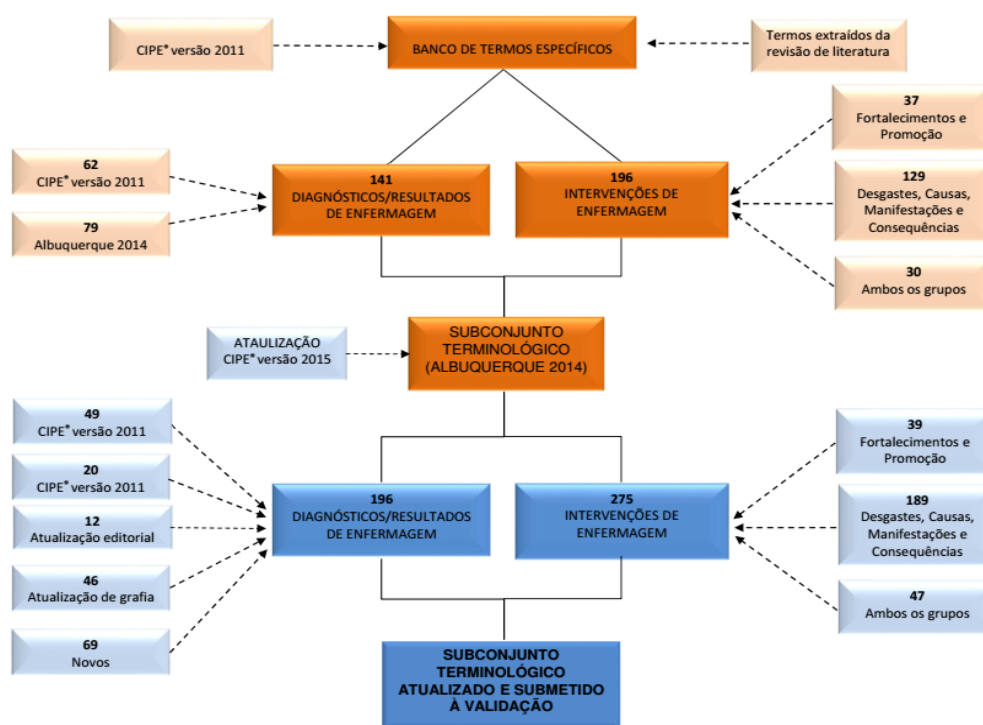 CIPE® versão 2011
BANCO DE TERMOS ESPECÍFICOS
Termos extraídos da
revisão de literatura
62
CIPE® versão 2011
79
Albuquerque 2014
141
DIAGNÓSTICOS/RESULTADOS
DE ENFERMAGEM
196
INTERVENÇÕES DE
ENFERMAGEM
37
Fortalecimentos e
Promoção
129
Desgastes, Causas,
Manifestações e
Consequências
30
Ambos os grupos
ATAULIZAÇÃO
CIPE® versão 2015
SUBCONJUNTO
TERMINOLÓGICO
(ALBUQUERQUE 2014)
49
CIPE® versão 2011
20
CIPE® versão 2011
12
Atualização editorial
46
Atualização de grafia
69
Novos
196
DIAGNÓSTICOS/RESULTADOS
DE ENFERMAGEM
275
INTERVENÇÕES DE
ENFERMAGEM
39
Fortalecimentos e
Promoção
189
Desgastes, Causas,
Manifestações e
Consequências
47
Ambos os grupos
SUBCONJUNTO
TERMINOLÓGICO
ATUALIZADO E SUBMETIDO
À VALIDAÇÃO